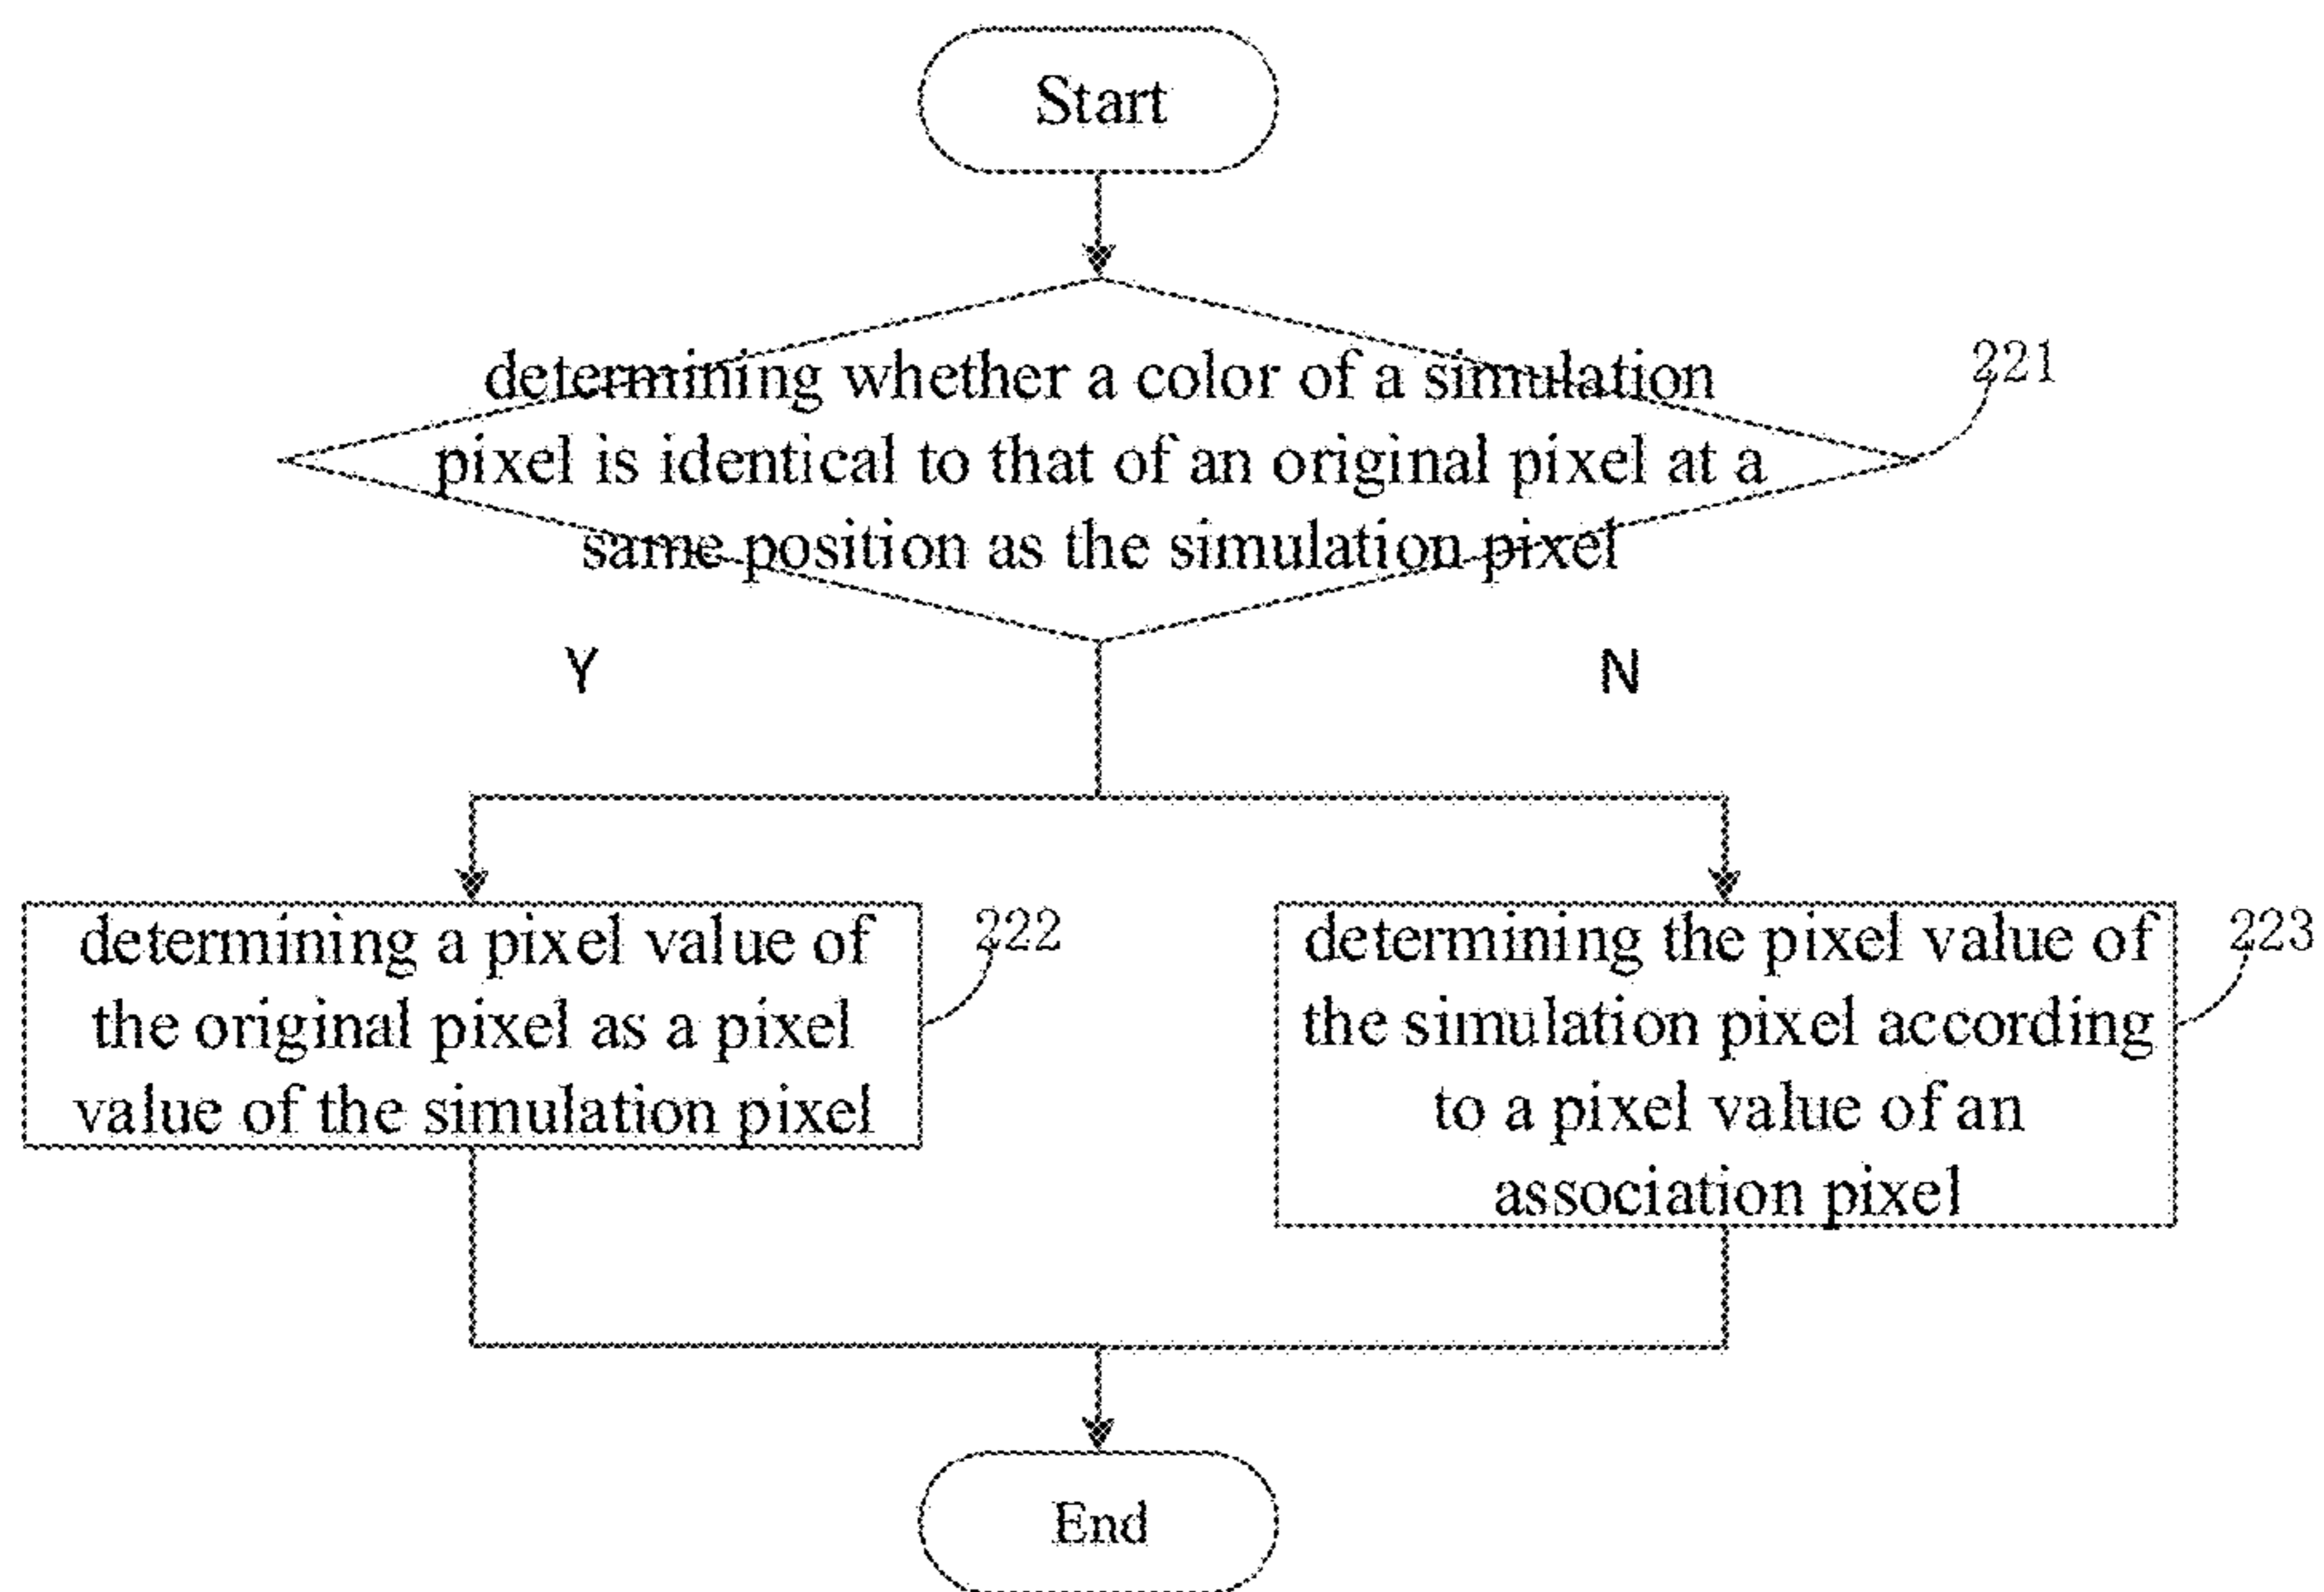 Start
determining whether a color of a simulation
pixel is identical to that of an original pixel at a
same position as the simulation pixel
221
Y
N
determining a pixel value of
the original pixel as a pixel
value of the simulation pixel
222
determining the pixel value of
the simulation pixel according
to a pixel value of an
association pixel
223
End